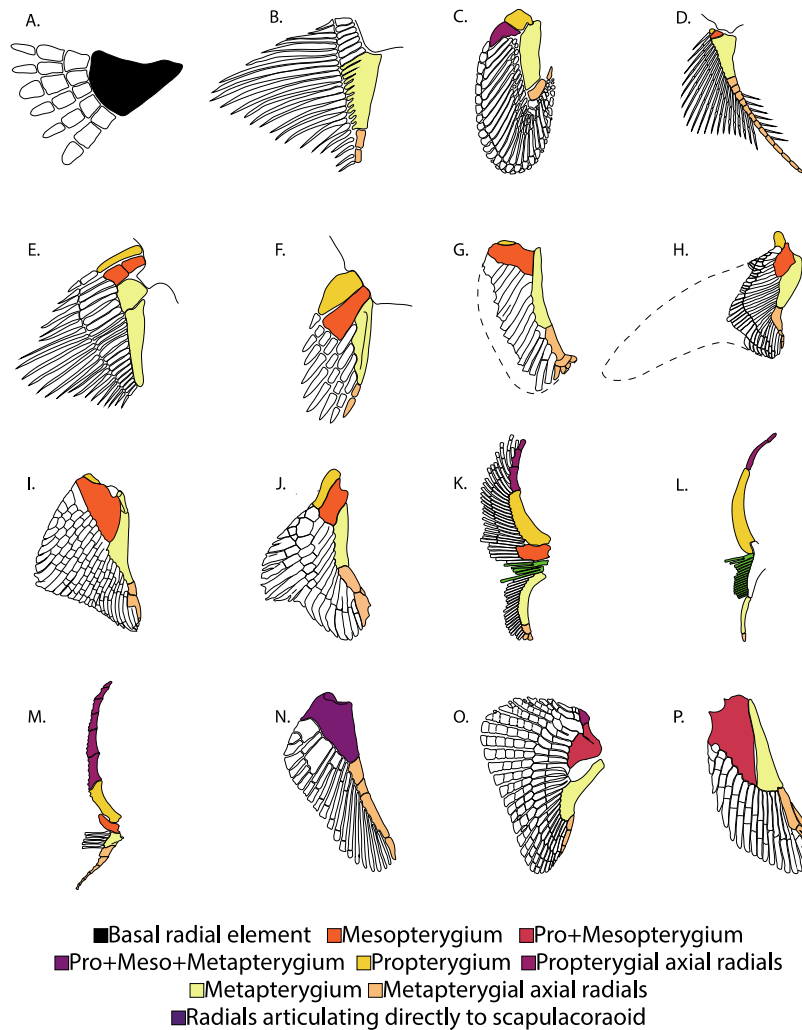 A. B. C. D.
E. F. G. H.
I. J. K. L.
M. N. O. P.
Basal radial element Mesopterygium Pro+Mesopterygium
Pro+Meso+Metapterygium Propterygium Propterygial axial radials
Metapterygium Metapterygial axial radials
Radials articulating directly to scapulacoraoid